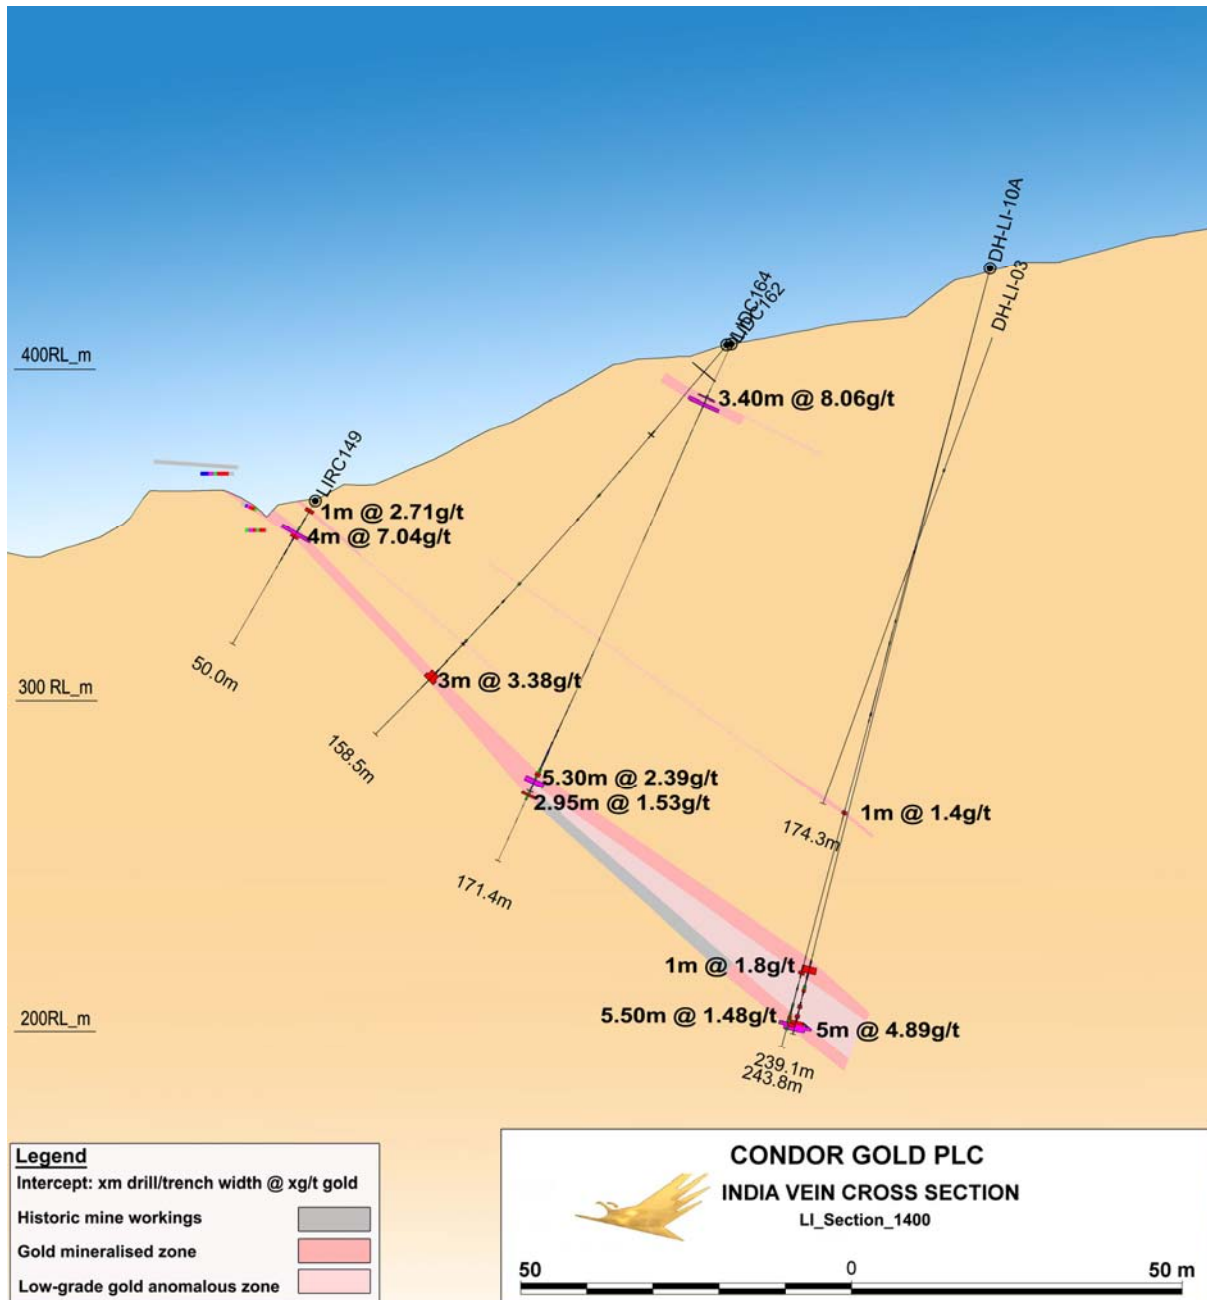 DH-LI-10A
DH-LI-03
LIDC164
LIDC162
400RL_m
3.40m @ 8.06g/t
LIRC149
1m @ 2.71g/t
4m @ 7.04g/t
50.0m
300 RL_m
3m @ 3.38g/t
158.5m
5.30m @ 2.39g/t
2.95m @ 1.53g/t
1m @ 1.4g/t
174.3m
171.4m
1m @ 1.8g/t
200RL_m
5.50m @ 1.48g/t
5m @ 4.89g/t
239.1m
243.8m
Legend
Intercept: xm drill/trench width @ xg/t gold
Historic mine workings
Gold mineralised zone
Low-grade gold anomalous zone
CONDOR GOLD PLC
INDIA VEIN CROSS SECTION
LI_Section_1400
50 0 50 m